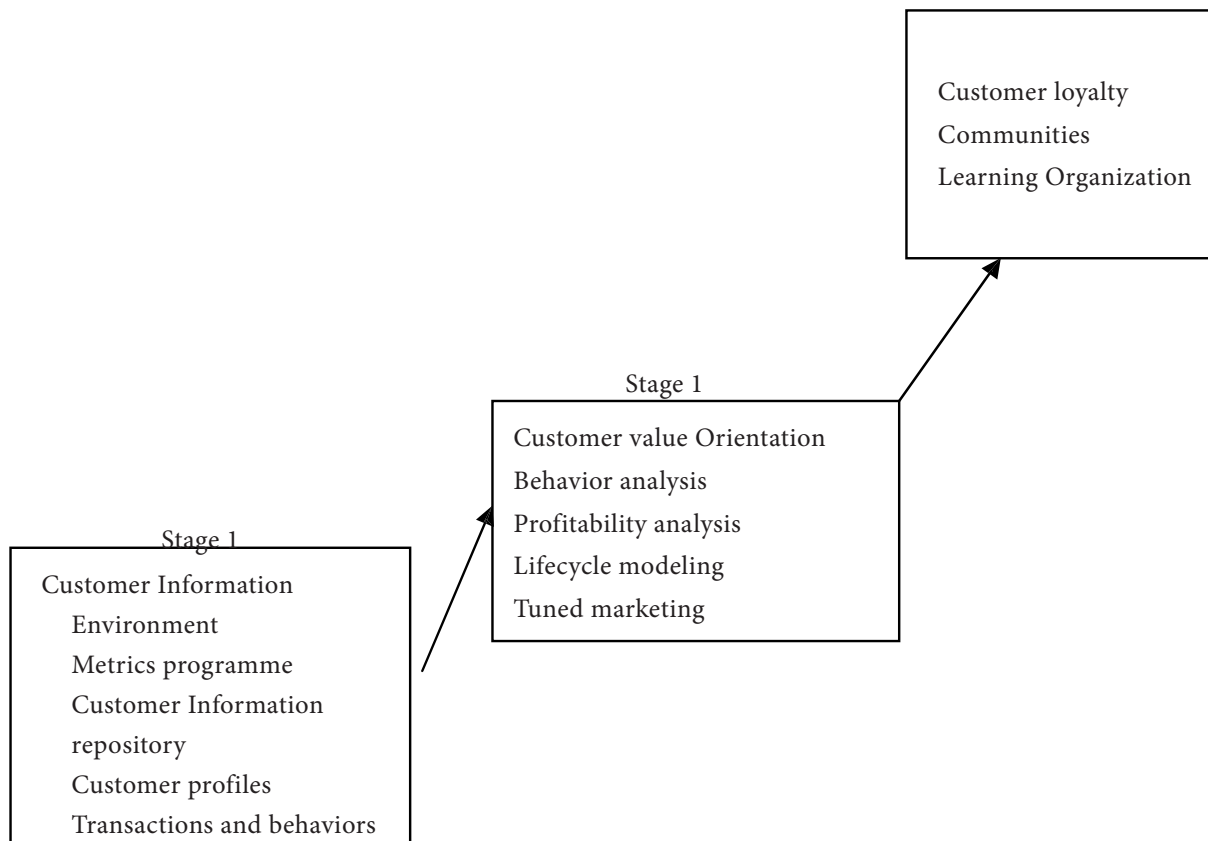 Customer loyalty
Communities
Learning Organization
Stage 1
Customer value Orientation
Behavior analysis
Profitability analysis
Lifecycle modeling
Tuned marketing
Stage 1
Customer Information
Environment
Metrics programme
Customer Information
repository
Customer profiles
Transactions and behaviors